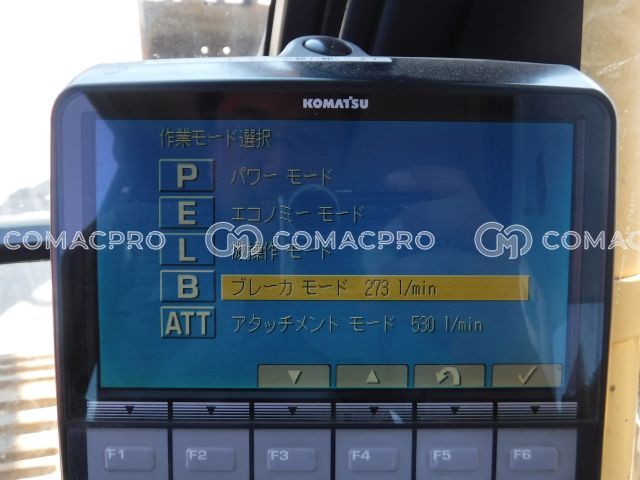 KOMATSU
作業モード選択
P パワー モード
E エコノミー モード
L 微操作 モード
B ブレーカ モード 273 l/min
ATT アタッチメント モード 530 l/min
COMACPRO COMACPRO COMACPRO
F1 F2 F3 F4 F5 F6